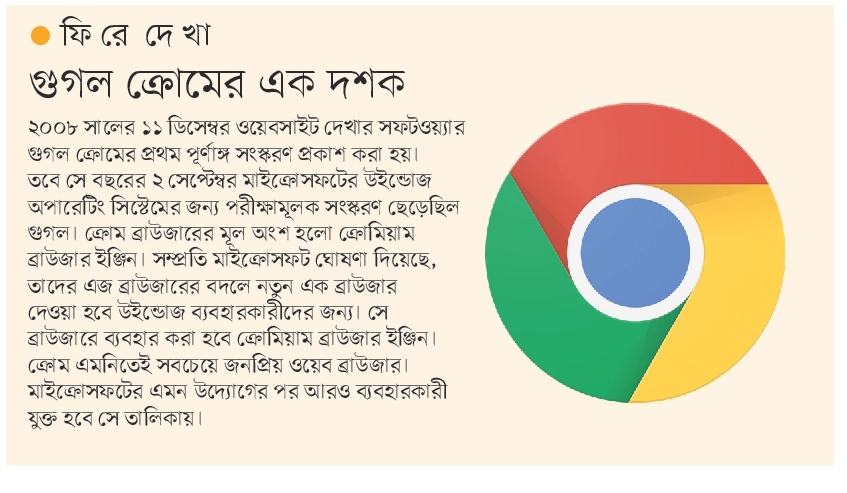 ফিরে দেখা
গুগল ক্রোমের এক দশক
২০০৮ সালের ১১ ডিসেম্বর ওয়েবসাইট দেখার সফটওয়্যার
গুগল ক্রোমের প্রথম পূর্ণাঙ্গ সংস্করণ প্রকাশ করা হয়।
তবে সে বছরের ২ সেপ্টেম্বর মাইক্রোসফটের উইন্ডোজ
অপারেটিং সিস্টেমের জন্য পরীক্ষামূলক সংস্করণ ছেড়েছিল
গুগল। ক্রোম ব্রাউজারের মূল অংশ হলো ক্রোমিয়াম
ব্রাউজার ইঞ্জিন। সম্প্রতি মাইক্রোসফট ঘোষণা দিয়েছে,
তাদের এজ ব্রাউজারের বদলে নতুন এক ব্রাউজার
দেওয়া হবে উইন্ডোজ ব্যবহারকারীদের জন্য। সে
ব্রাউজারে ব্যবহার করা হবে ক্রোমিয়াম ব্রাউজার ইঞ্জিন।
ক্রোম এমনিতেই সবচেয়ে জনপ্রিয় ওয়েব ব্রাউজার।
মাইক্রোসফটের এমন উদ্যোগের পর আরও ব্যবহারকারী
যুক্ত হবে সে তালিকায়।